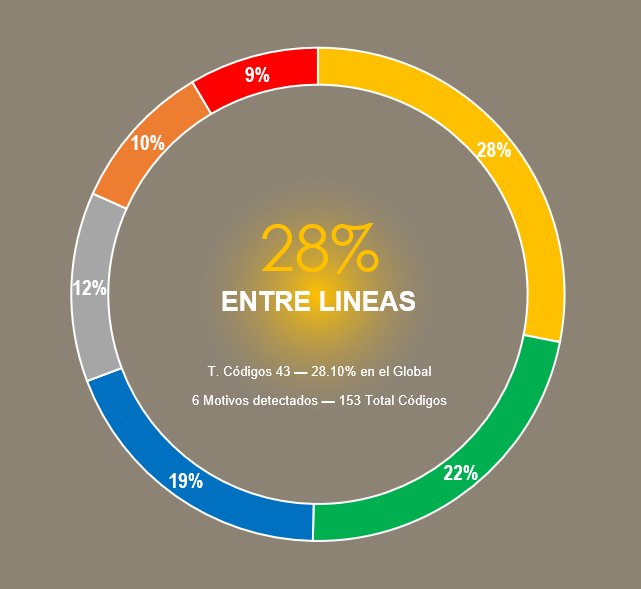 9%
28%
10%
28%
ENTRE LINEAS
12%
T. Códigos 43 — 28.10% en el Global
6 Motivos detectados — 153 Total Códigos
22%
19%